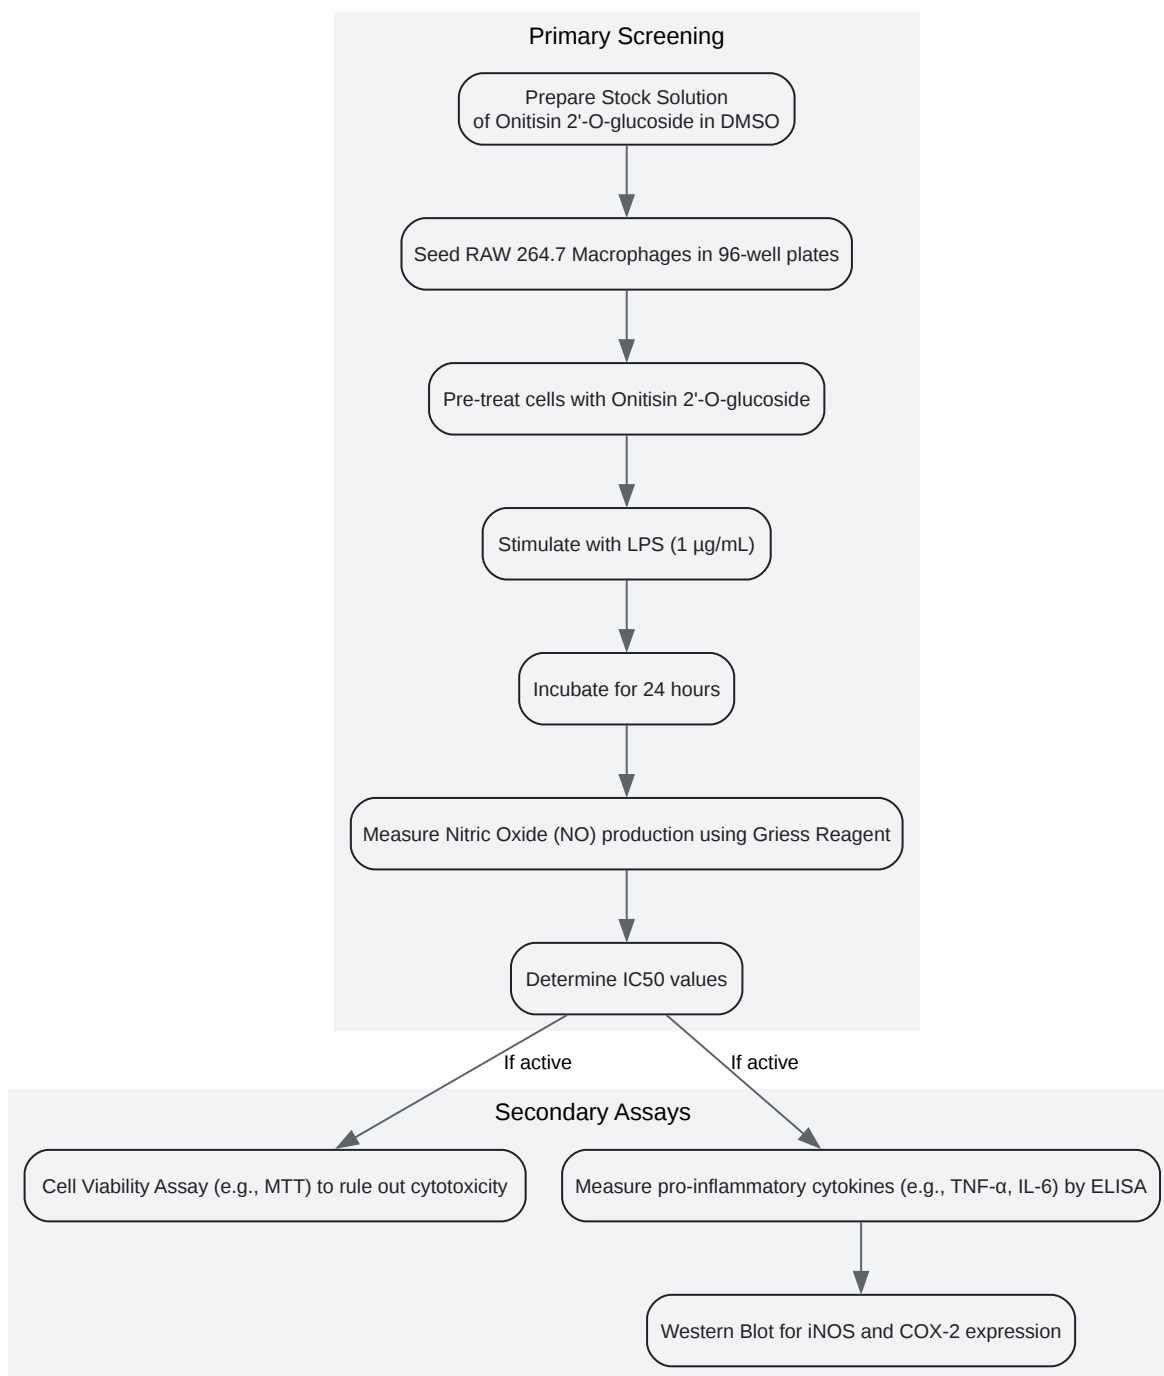 Primary Screening
Prepare Stock Solution
of Onitisin 2'-O-glucoside in DMSO
Seed RAW 264.7 Macrophages in 96-well plates
Pre-treat cells with Onitisin 2'-O-glucoside
Stimulate with LPS (1 µg/mL)
Incubate for 24 hours
Measure Nitric Oxide (NO) production using Griess Reagent
Determine IC50 values
If active
If active
Secondary Assays
Cell Viability Assay (e.g., MTT) to rule out cytotoxicity
Measure pro-inflammatory cytokines (e.g., TNF-α, IL-6) by ELISA
Western Blot for iNOS and COX-2 expression